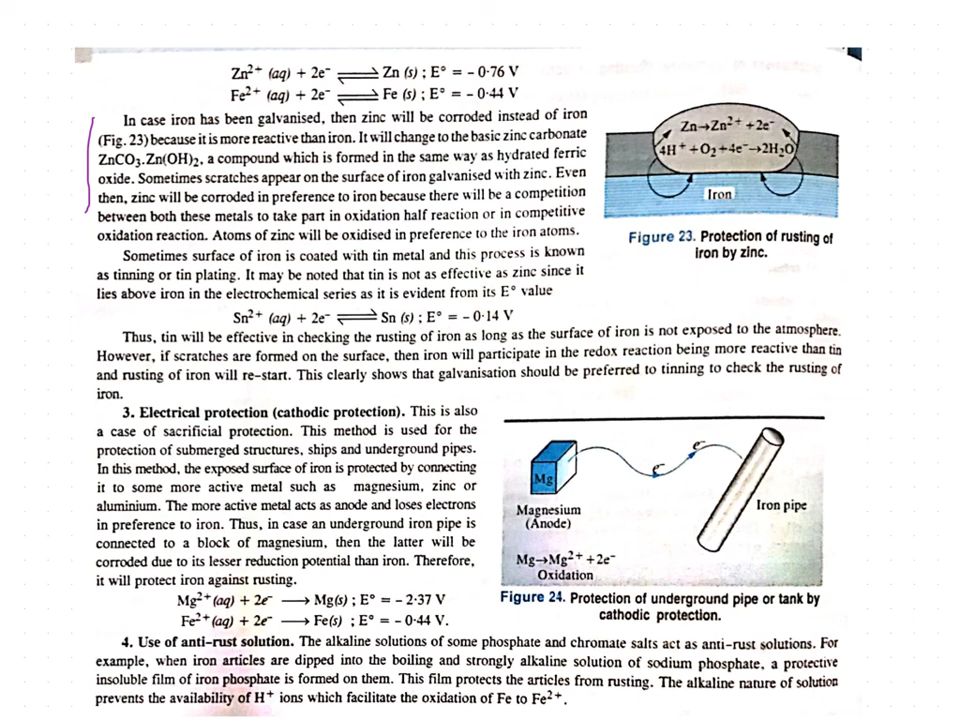 Zn²⁺ (aq) + 2e⁻ ⇌ Zn (s) ; E° = – 0·76 V
Fe²⁺ (aq) + 2e⁻ ⇌ Fe (s) ; E° = – 0·44 V
In case iron has been galvanised, then zinc will be corroded instead of iron
(Fig. 23) because it is more reactive than iron. It will change to the basic zinc carbonate
ZnCO₃.Zn(OH)₂, a compound which is formed in the same way as hydrated ferric
oxide. Sometimes scratches appear on the surface of iron galvanised with zinc. Even
then, zinc will be corroded in preference to iron because there will be a competition
between both these metals to take part in oxidation half reaction or in competitive
oxidation reaction. Atoms of zinc will be oxidised in preference to the iron atoms.
Zn→Zn²⁺ +2e⁻
4H⁺ +O₂+4e⁻→2H₂O
Iron
Figure 23. Protection of rusting of
iron by zinc.
Sometimes surface of iron is coated with tin metal and this process is known
as tinning or tin plating. It may be noted that tin is not as effective as zinc since it
lies above iron in the electrochemical series as it is evident from its E° value
Sn²⁺ (aq) + 2e⁻ ⇌ Sn (s) ; E° = – 0·14 V
Thus, tin will be effective in checking the rusting of iron as long as the surface of iron is not exposed to the atmosphere.
However, if scratches are formed on the surface, then iron will participate in the redox reaction being more reactive than tin
and rusting of iron will re-start. This clearly shows that galvanisation should be preferred to tinning to check the rusting of
iron.
3. Electrical protection (cathodic protection). This is also
a case of sacrificial protection. This method is used for the
protection of submerged structures, ships and underground pipes.
In this method, the exposed surface of iron is protected by connecting
it to some more active metal such as magnesium, zinc or
aluminium. The more active metal acts as anode and loses electrons
in preference to iron. Thus, in case an underground iron pipe is
connected to a block of magnesium, then the latter will be
corroded due to its lesser reduction potential than iron. Therefore,
it will protect iron against rusting.
Mg²⁺(aq) + 2e⁻ ⟶ Mg(s) ; E° = – 2·37 V
Fe²⁺(aq) + 2e⁻ ⟶ Fe(s) ; E° = – 0·44 V.
Mg
e⁻
e⁻
Magnesium
(Anode)
Iron pipe
Mg→Mg²⁺ +2e⁻
Oxidation
Figure 24. Protection of underground pipe or tank by
cathodic protection.
4. Use of anti-rust solution. The alkaline solutions of some phosphate and chromate salts act as anti-rust solutions. For
example, when iron articles are dipped into the boiling and strongly alkaline solution of sodium phosphate, a protective
insoluble film of iron phosphate is formed on them. This film protects the articles from rusting. The alkaline nature of solution
prevents the availability of H⁺ ions which facilitate the oxidation of Fe to Fe²⁺.